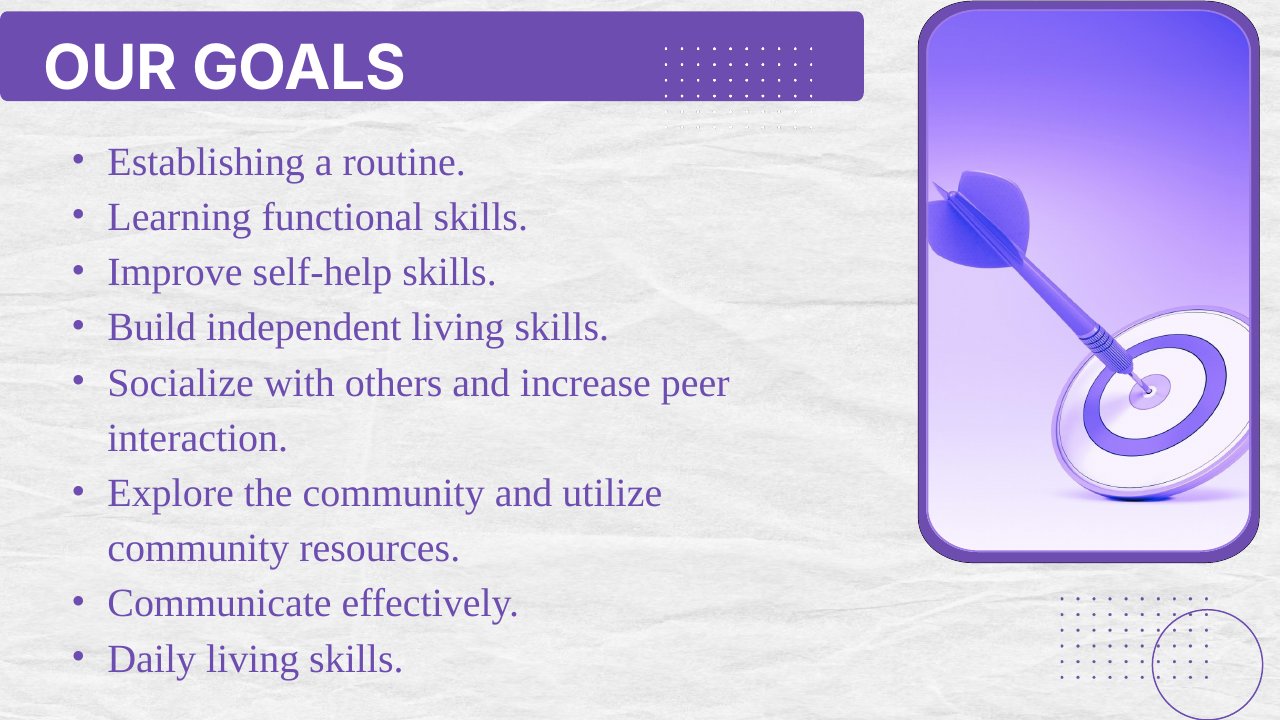 OUR GOALS
• Establishing a routine.
• Learning functional skills.
• Improve self-help skills.
• Build independent living skills.
• Socialize with others and increase peer
interaction.
• Explore the community and utilize
community resources.
• Communicate effectively.
• Daily living skills.